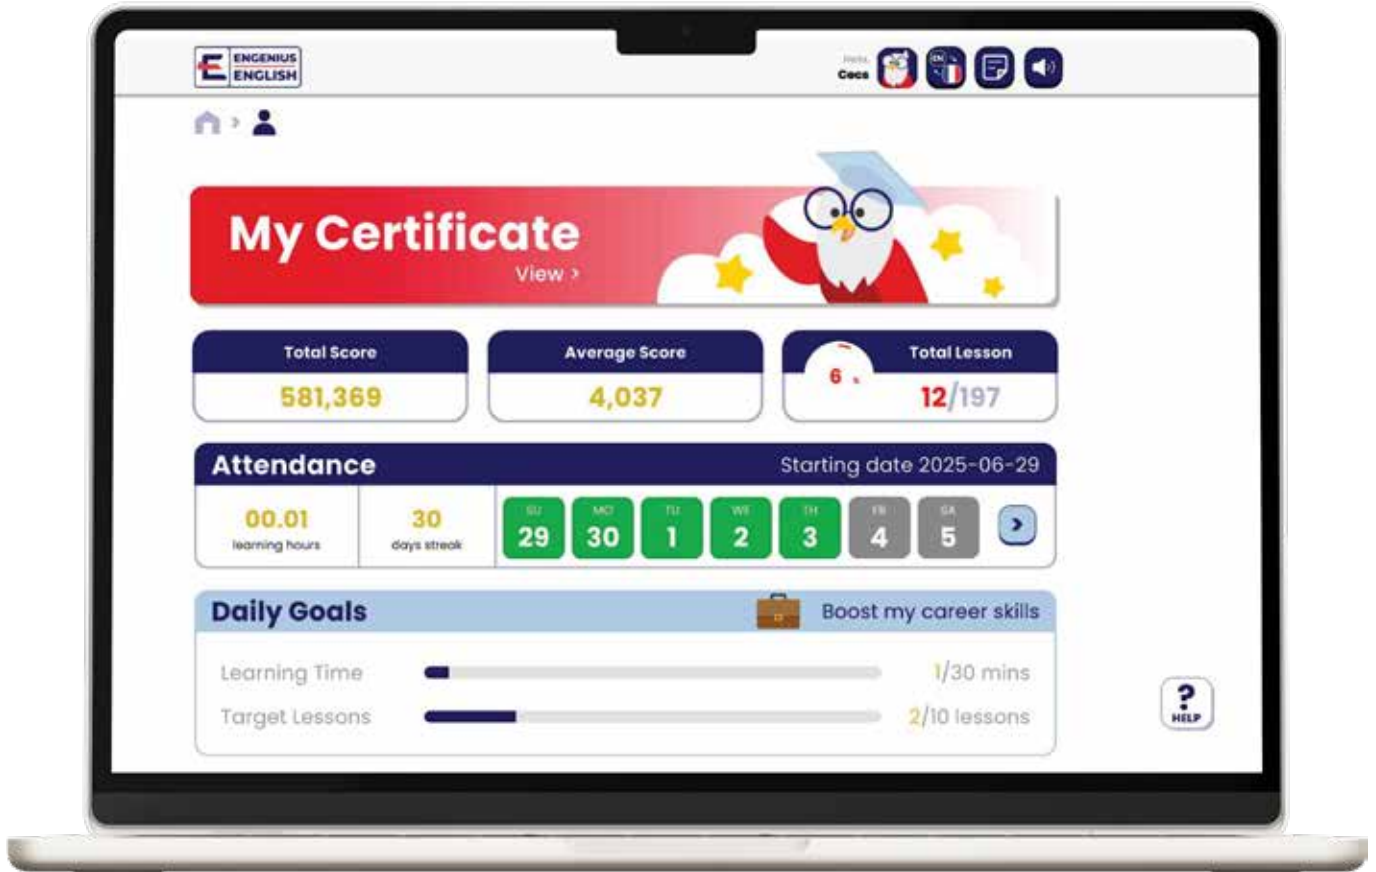 ENGENIUS
ENGLISH
Hello,
Cocs
EN
My Certificate
View >
Total Score
581,369
Average Score
4,037
Total Lesson
6
12/197
Attendance
Starting date 2025-06-29
00.01
learning hours
30
days streak
SU MO TU WE TH FR SA
29 30 1 2 3 4 5
Daily Goals
Boost my career skills
Learning Time
1/30 mins
Target Lessons
2/10 lessons
?
HELP